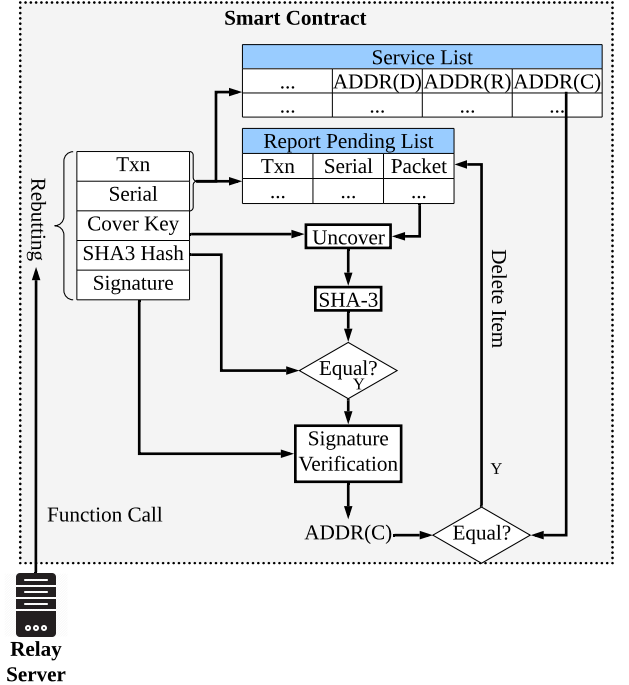 Smart Contract
Service List
... ADDR(D) ADDR(R) ADDR(C)
... ... ... ...
Report Pending List
Txn Serial Packet
... ... ...
Rebutting
Txn
Serial
Cover Key
SHA3 Hash
Signature
Uncover
SHA-3
Equal?
Y
Signature
Verification
ADDR(C)
Equal?
Y
Delete Item
Function Call
Relay
Server